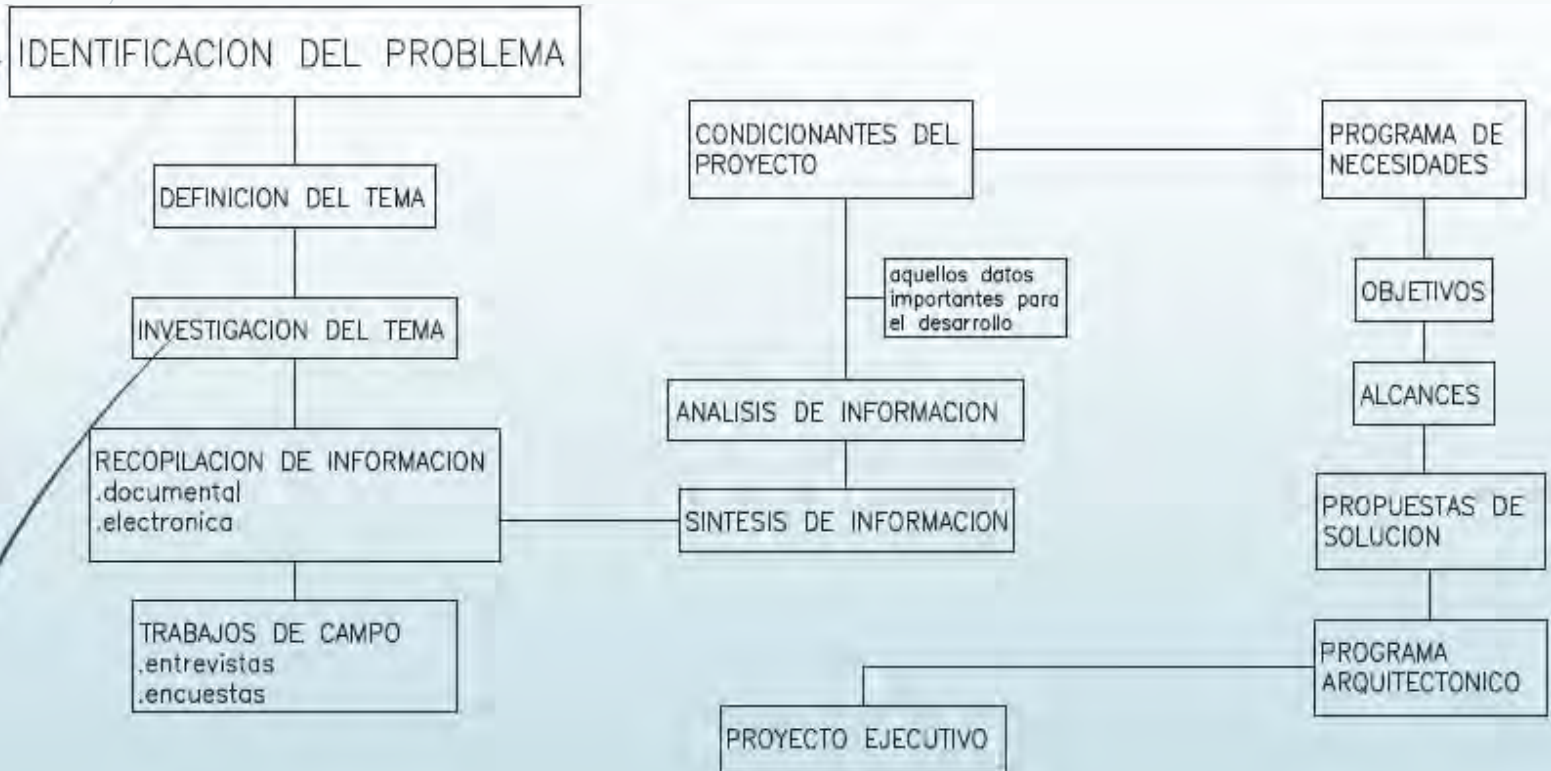 IDENTIFICACION DEL PROBLEMA
DEFINICION DEL TEMA
INVESTIGACION DEL TEMA
RECOPILACION DE INFORMACION
.documental
.electronica
TRABAJOS DE CAMPO
.entrevistas
.encuestas
CONDICIONANTES DEL
PROYECTO
aquellos datos
importantes para
el desarrollo
ANALISIS DE INFORMACION
SINTESIS DE INFORMACION
PROGRAMA DE
NECESIDADES
OBJETIVOS
ALCANCES
PROPUESTAS DE
SOLUCION
PROGRAMA
ARQUITECTONICO
PROYECTO EJECUTIVO